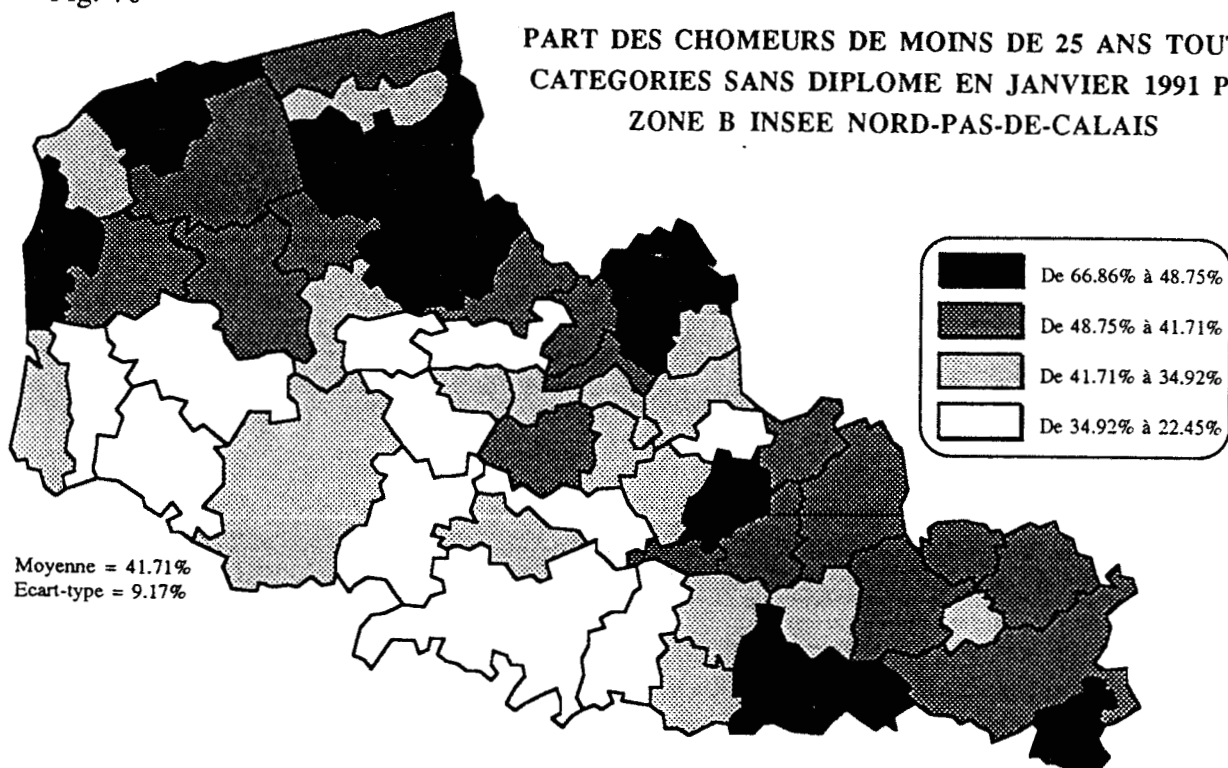 PART DES CHOMEURS DE MOINS DE 25 ANS
CATEGORIES SANS DIPLOME EN JANVIER 1991
ZONE B INSEE NORD-PAS-DE-CALAIS
De 66.86% à 48.75%
De 48.75% à 41.71%
De 41.71% à 34.92%
De 34.92% à 22.45%
Moyenne = 41.71%
Ecart-type = 9.17%